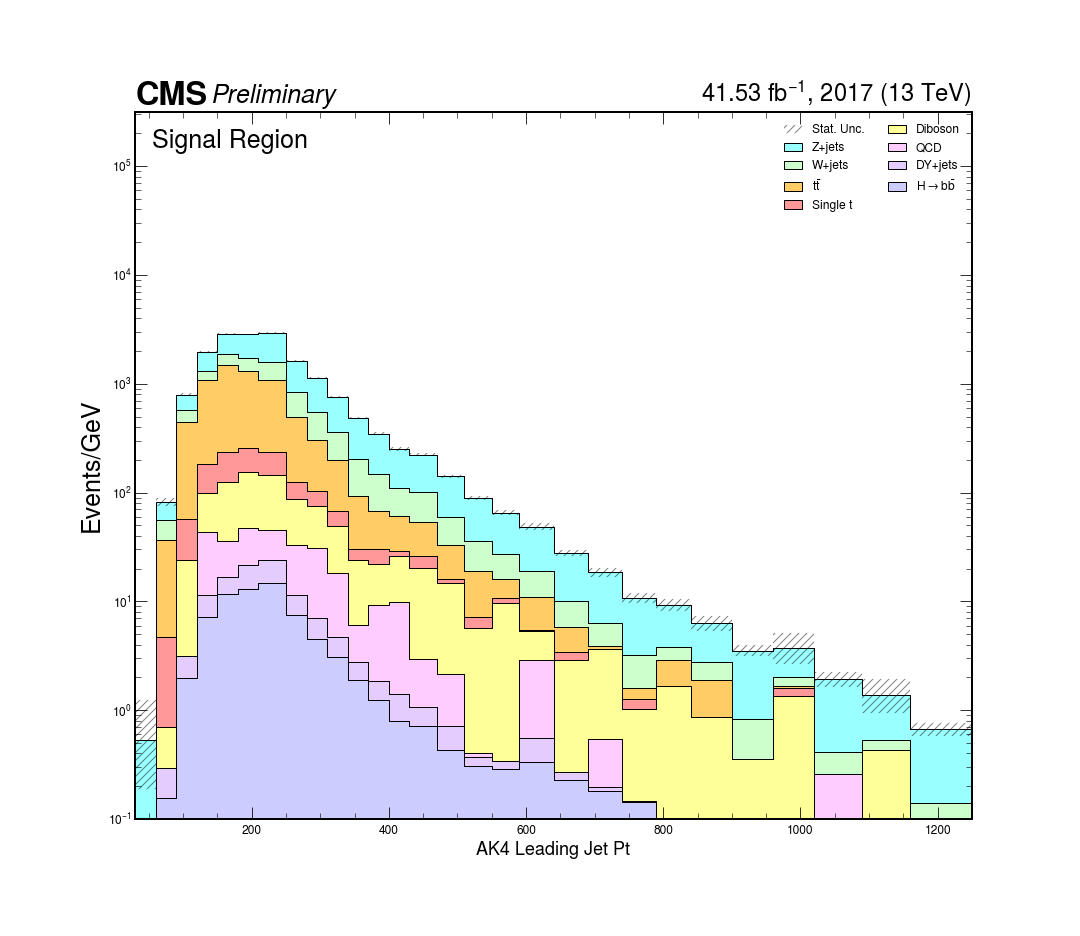 CMS Preliminary
41.53 fb⁻¹, 2017 (13 TeV)
Signal Region
Stat. Unc.
Z+jets
W+jets
tt̄
Single t
Diboson
QCD
DY+jets
H→bb̄
Events/GeV
10⁵
10⁴
10³
10²
10¹
10⁰
10⁻¹
200 400 600 800 1000 1200
AK4 Leading Jet Pt